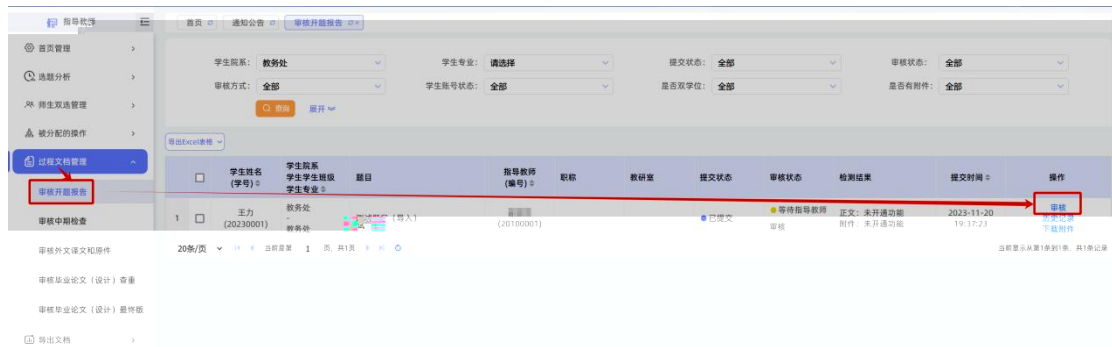 指导教师
首页 通知公告 审核开题报告
首页管理
选题分析
师生双选管理
被分配的操作
过程文档管理
审核开题报告
审核中期检查
审核外文译文和原件
审核毕业论文（设计）查重
审核毕业论文（设计）最终版
导出文档
学生院系： 教务处 学生专业： 请选择 提交状态： 全部 审核状态： 全部
审核方式： 全部 学生账号状态： 全部 是否双学位： 全部 是否有附件： 全部
查询 展开
导出Excel表格
学生姓名（学号） 学生院系 学生学生班级 学生专业 题目 指导教师（编号） 职称 教研室 提交状态 审核状态 检测结果 提交时间 操作
1 王力 教务处 （导入） 已提交 等待指导教师 正文：未开通功能 2023-11-20 审核
(20230001) - 教务处 (20100001) 审核 附件：未开通功能 19:37:23 历史记录
下载附件
20条/页 当前是第 1 页，共1页 当前显示从第1条到1条，共1条记录